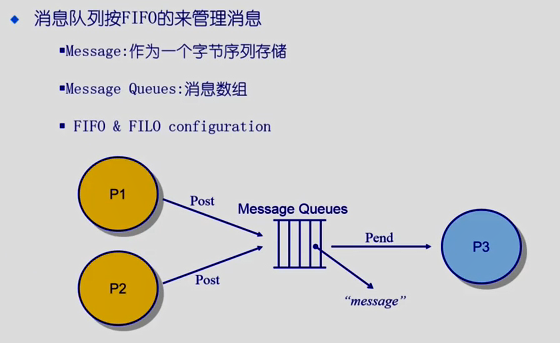 消息队列按FIFO的来管理消息
Message:作为一个字节序列存储
Message Queues:消息数组
FIFO & FILO configuration
P1
Post
Message Queues
Pend
P3
P2
Post
“message”